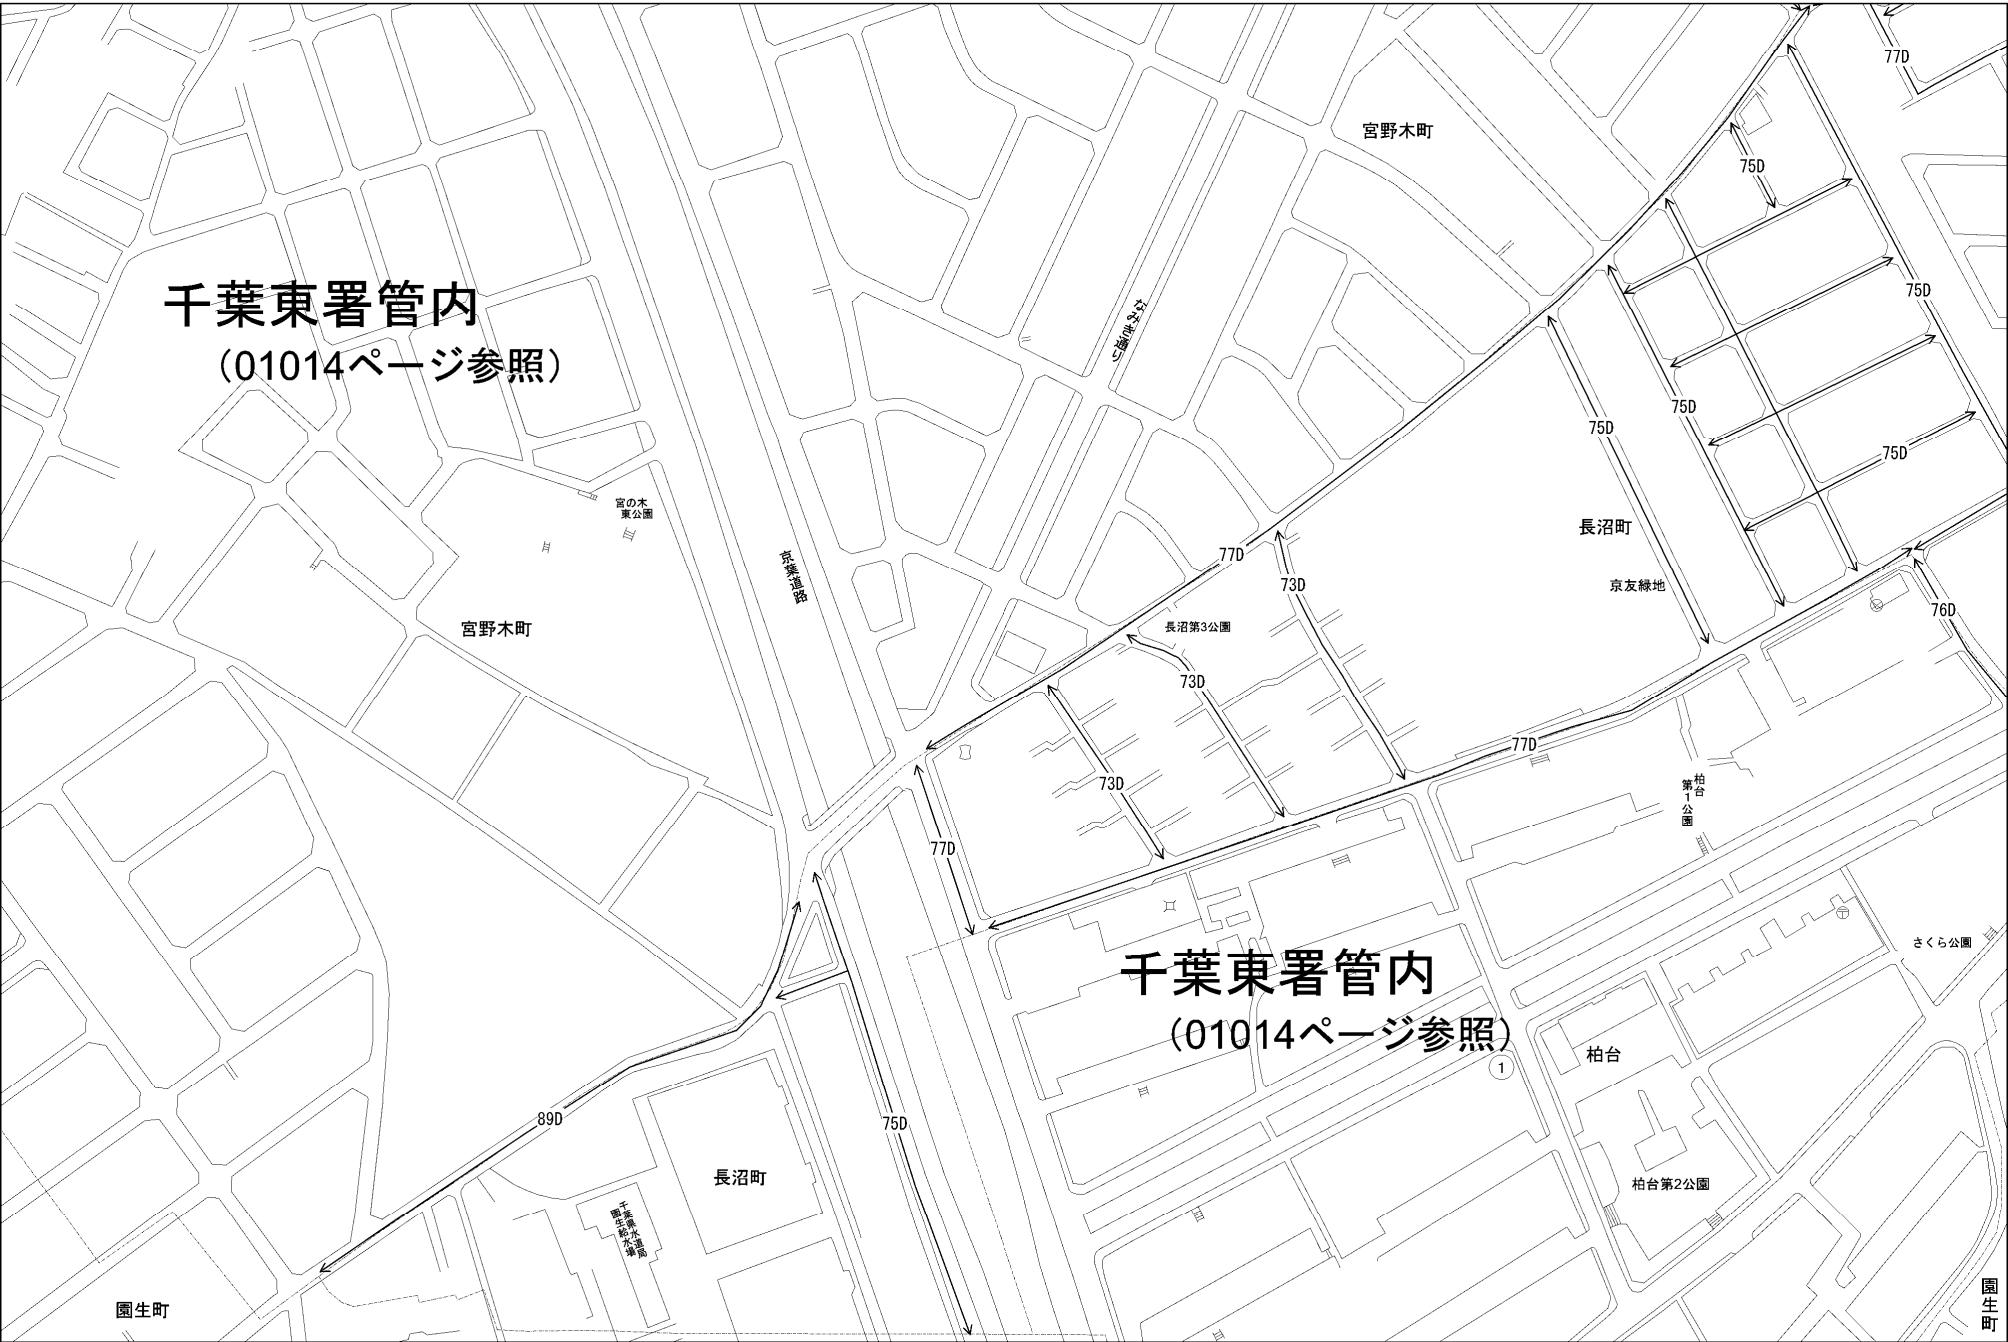 77D
宮野木町
75D
千葉東署管内
（01014ページ参照）
75D
なみき通り
75D
75D
75D
宮の木
東公園
長沼町
77D
京葉道路
73D
京友緑地
76D
宮野木町
長沼第3公園
73D
77D
73D
柏台
第1公園
77D
さくら公園
千葉東署管内
（01014ページ参照）
柏台
1
89D
75D
長沼町
柏台第2公園
千葉県水道局
園生給水場
園生町
園生町